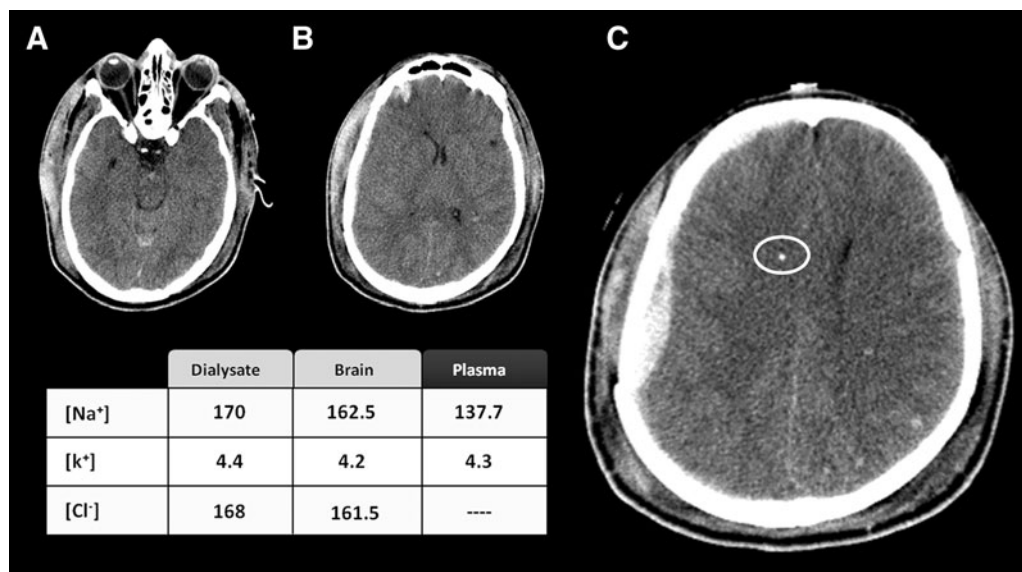 A
B
C
Dialysate Brain Plasma
[Na⁺] 170 162.5 137.7
[k⁺] 4.4 4.2 4.3
[Cl⁻] 168 161.5 ----